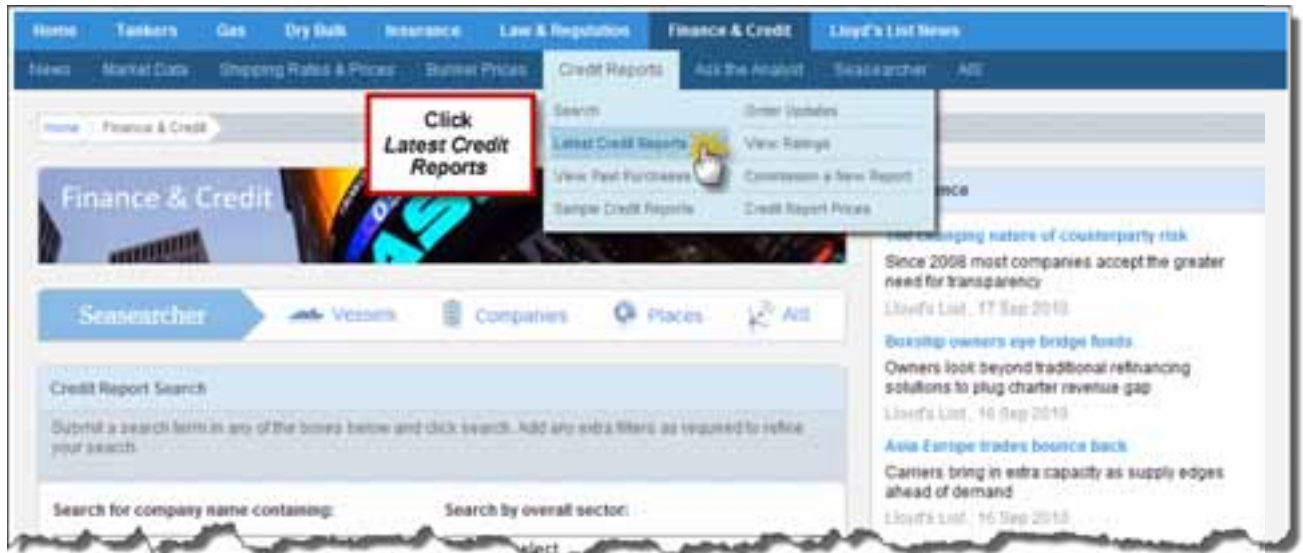 Home Tankers Gas Dry Bulk Insurance Law & Regulation Finance & Credit Lloyd's List News
News Market Data Shipping Rates & Prices Bunker Prices Credit Reports Ask the Analyst Seasearcher AIS
Search Order Updates
Latest Credit Reports View Ratings
View Past Purchases Commission a New Report
Sample Credit Reports Credit Report Prices
Click
Latest Credit
Reports
Home Finance & Credit
Finance & Credit
Seasearcher Vessels Companies Places AIS
Credit Report Search
Submit a search term in any of the boxes below and click search. Add any extra filters as required to refine
your search.
Search for company name containing: Search by overall sector:
The changing nature of counterparty risk
Since 2008 most companies accept the greater
need for transparency
Lloyd's List, 17 Sep 2010
Boxship owners eye bridge funds
Owners look beyond traditional refinancing
solutions to plug charter revenue gap
Lloyd's List, 16 Sep 2010
Asia-Europe trades bounce back
Carriers bring in extra capacity as supply edges
ahead of demand
Lloyd's List, 16 Sep 2010